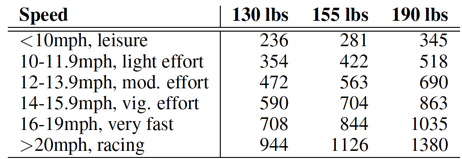 Speed 130 lbs 155 lbs 190 lbs
<10mph, leisure 236 281 345
10-11.9mph, light effort 354 422 518
12-13.9mph, mod. effort 472 563 690
14-15.9mph, vig. effort 590 704 863
16-19mph, very fast 708 844 1035
>20mph, racing 944 1126 1380